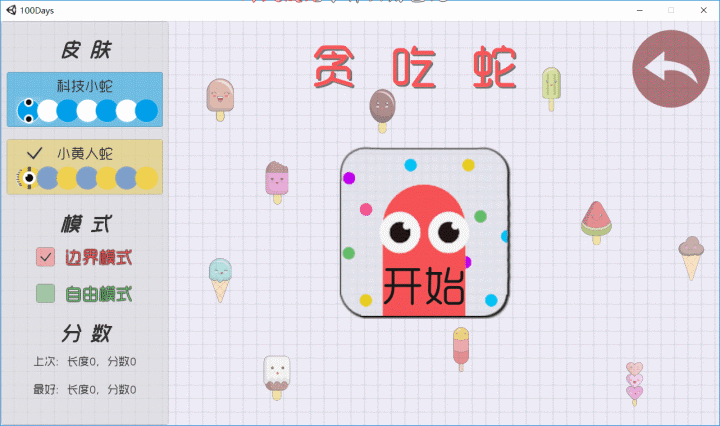 100Days
皮肤
贪吃蛇
科技小蛇
小黄人蛇
模式
边界模式
自由模式
开始
分数
上次：长度0，分数0
最好：长度0，分数0